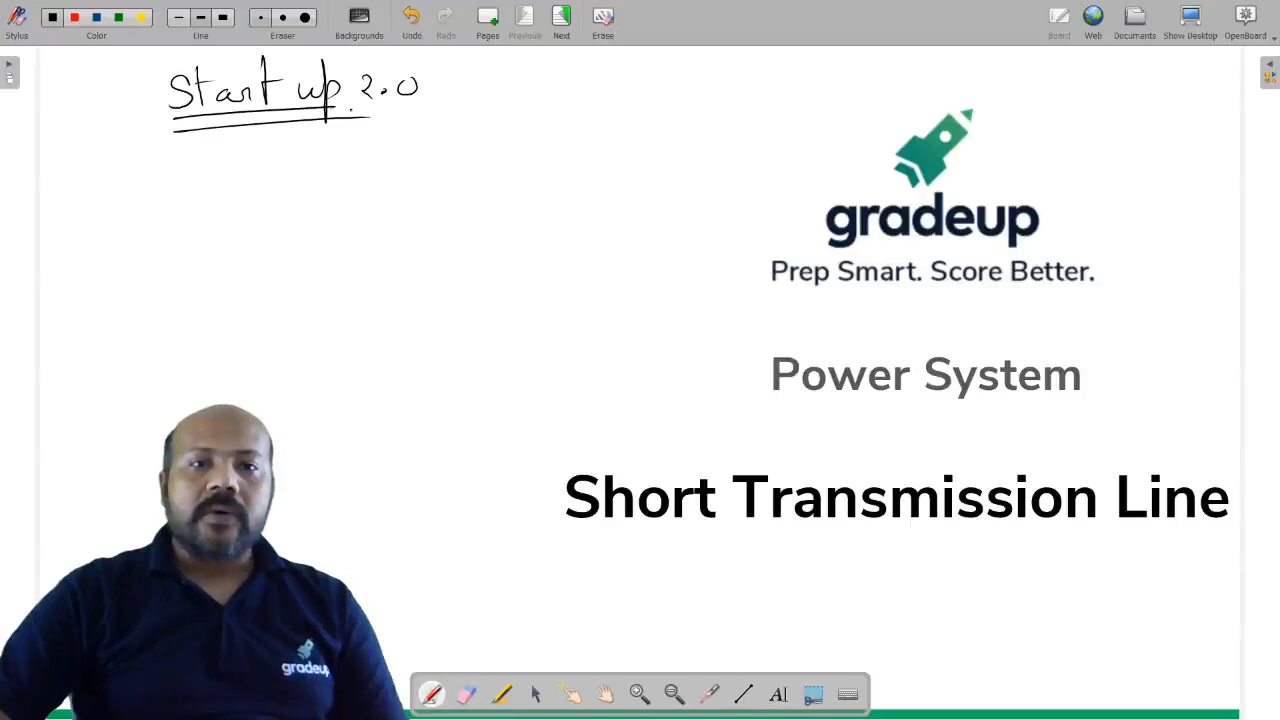 Stylus
Color
Line
Eraser
Backgrounds
Undo
Redo
Pages
Previous
Next
Erase
Board
Web
Documents
Show Desktop
OpenBoard
Start up 2.0
gradeup
Prep Smart. Score Better.
Power System
Short Transmission Line
gradeup
AI